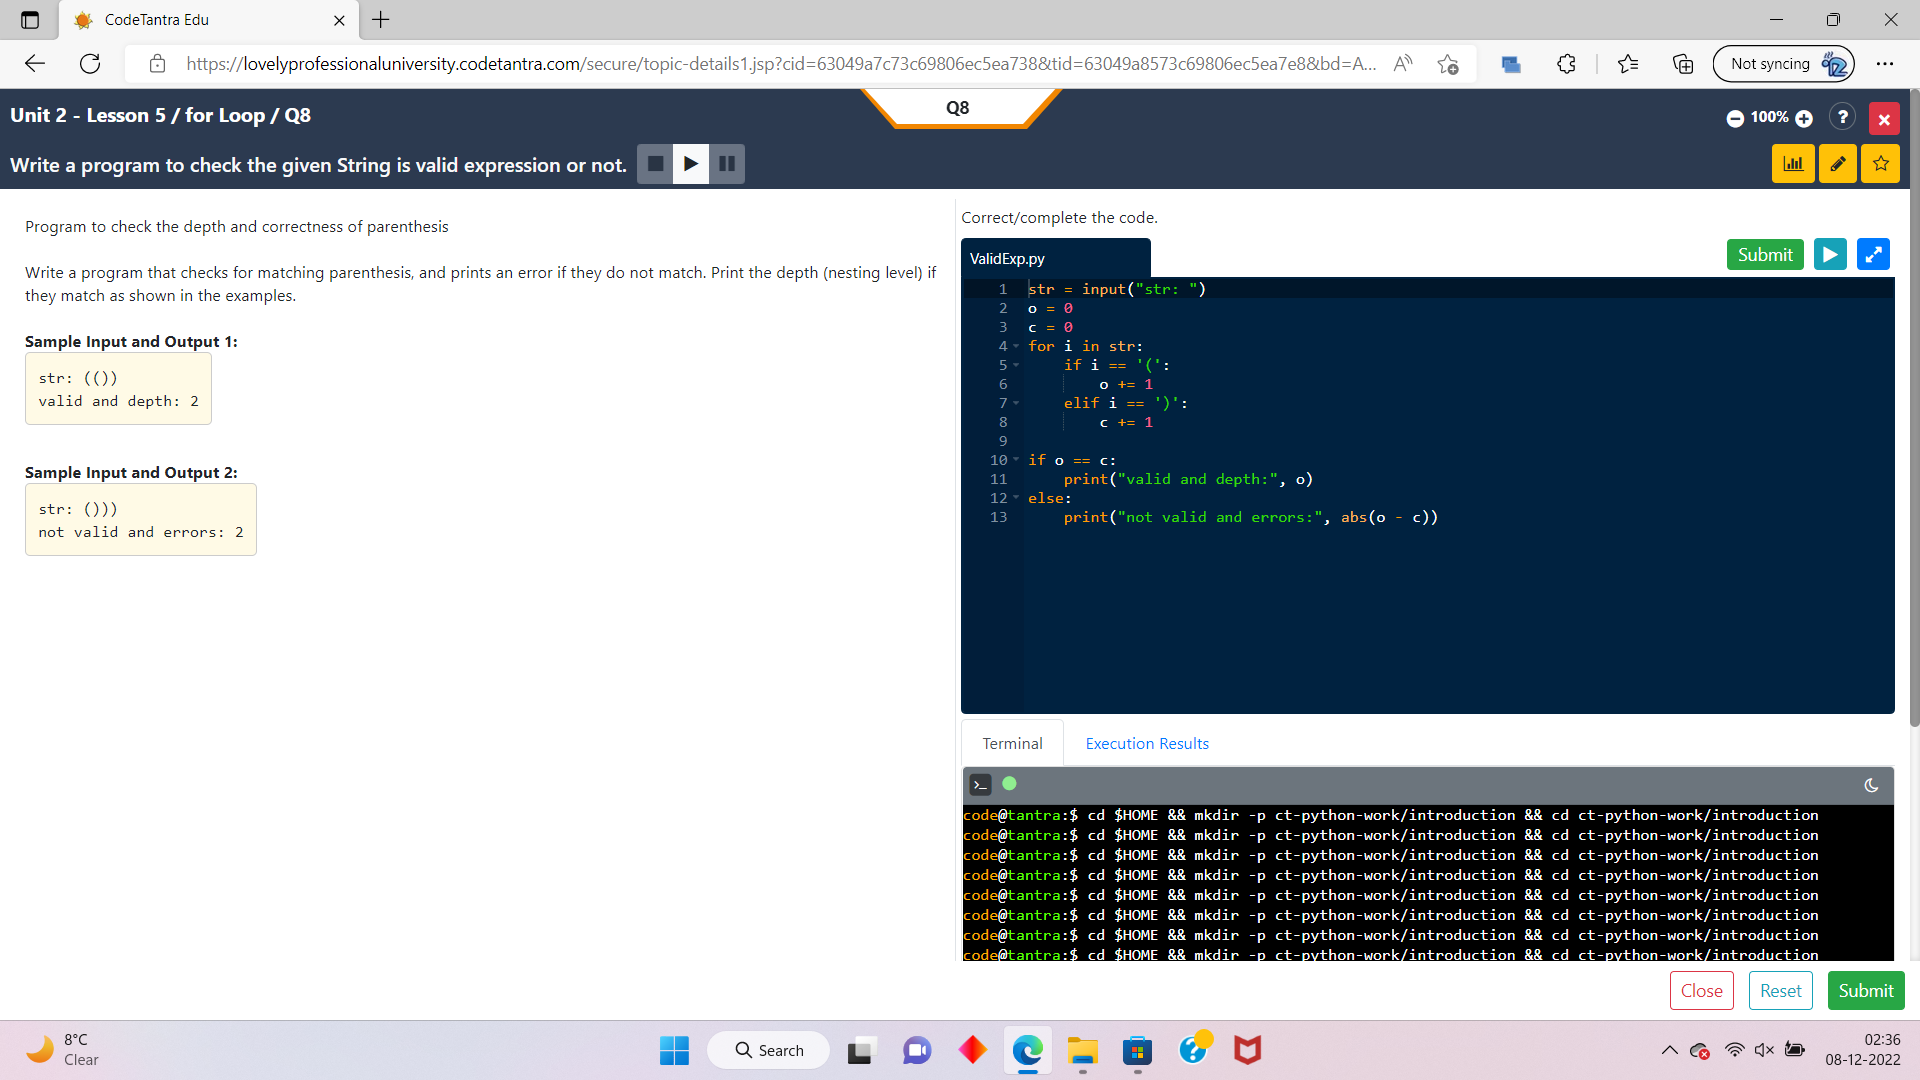 CodeTantra Edu
https://lovelyprofessionaluniversity.codetantra.com/secure/topic-details1.jsp?cid=63049a7c73c69806ec5ea738&tid=63049a8573c69806ec5ea7e8&bd=A...
Not syncing
Unit 2 - Lesson 5 / for Loop / Q8
Q8
100%
?
Write a program to check the given String is valid expression or not.
Program to check the depth and correctness of parenthesis
Write a program that checks for matching parenthesis, and prints an error if they do not match. Print the depth (nesting level) if
they match as shown in the examples.
Sample Input and Output 1:
str: (())
valid and depth: 2
Sample Input and Output 2:
str: ()))
not valid and errors: 2
Correct/complete the code.
ValidExp.py
Submit
1 str = input("str: ")
2 o = 0
3 c = 0
4 for i in str:
5 if i == '(':
6 o += 1
7 elif i == ')':
8 c += 1
9
10 if o == c:
11 print("valid and depth:", o)
12 else:
13 print("not valid and errors:", abs(o - c))
Terminal
Execution Results
code@tantra:$ cd $HOME && mkdir -p ct-python-work/introduction && cd ct-python-work/introduction
code@tantra:$ cd $HOME && mkdir -p ct-python-work/introduction && cd ct-python-work/introduction
code@tantra:$ cd $HOME && mkdir -p ct-python-work/introduction && cd ct-python-work/introduction
code@tantra:$ cd $HOME && mkdir -p ct-python-work/introduction && cd ct-python-work/introduction
code@tantra:$ cd $HOME && mkdir -p ct-python-work/introduction && cd ct-python-work/introduction
code@tantra:$ cd $HOME && mkdir -p ct-python-work/introduction && cd ct-python-work/introduction
code@tantra:$ cd $HOME && mkdir -p ct-python-work/introduction && cd ct-python-work/introduction
code@tantra:$ cd $HOME && mkdir -p ct-python-work/introduction && cd ct-python-work/introduction
Close
Reset
Submit
8°C
Clear
Search
02:36
08-12-2022